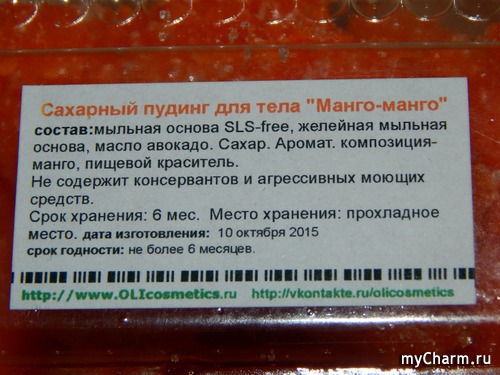 Сахарный пудинг для тела "Манго-манго"
состав:мыльная основа SLS-free, желейная мыльная
основа, масло авокадо. Сахар. Аромат. композиция-
манго, пищевой краситель.
Не содержит консервантов и агрессивных моющих
средств.
Срок хранения: 6 мес.  Место хранения: прохладное
место. дата изготовления:  10 октября 2015
срок годности: не более 6 месяцев.
http://www.OLIcosmetics.ru   http://vkontakte.ru/olicosmetics
myCharm.ru